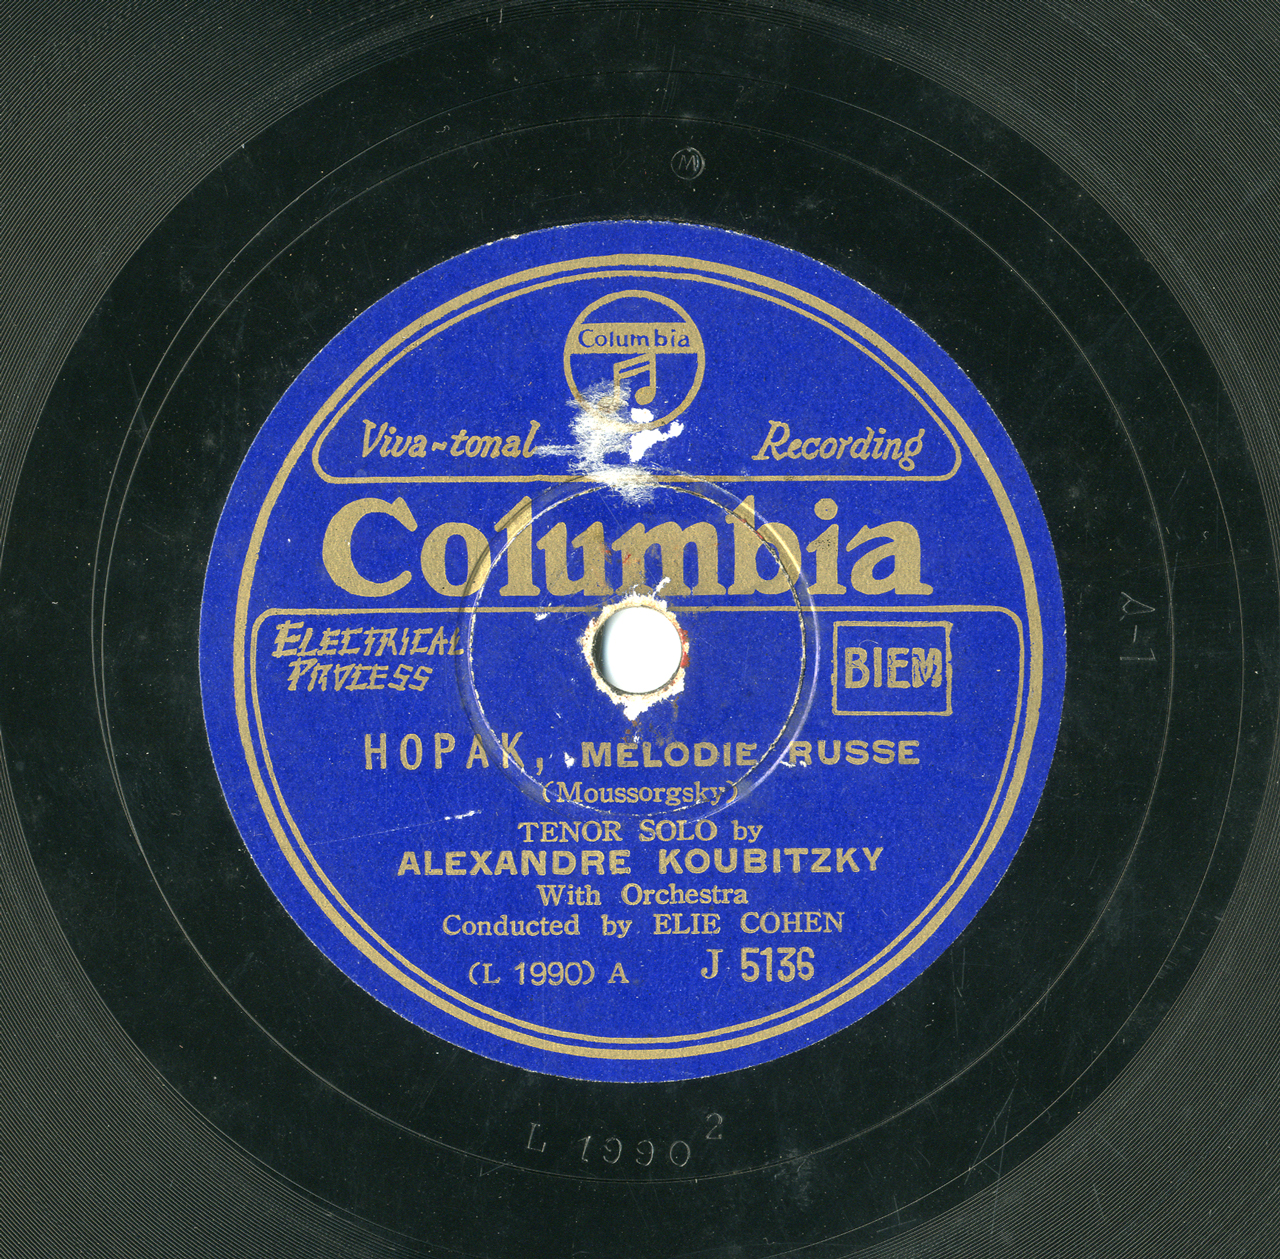 M
Columbia
Viva-tonal Recording
Columbia
ELECTRICAL
PROCESS
BIEM
A-1
HOPAK, MELODIE RUSSE
(Moussorgsky)
TENOR SOLO by
ALEXANDRE KOUBITZKY
With Orchestra
Conducted by ELIE COHEN
(L 1990) A J 5136
L 1990 2